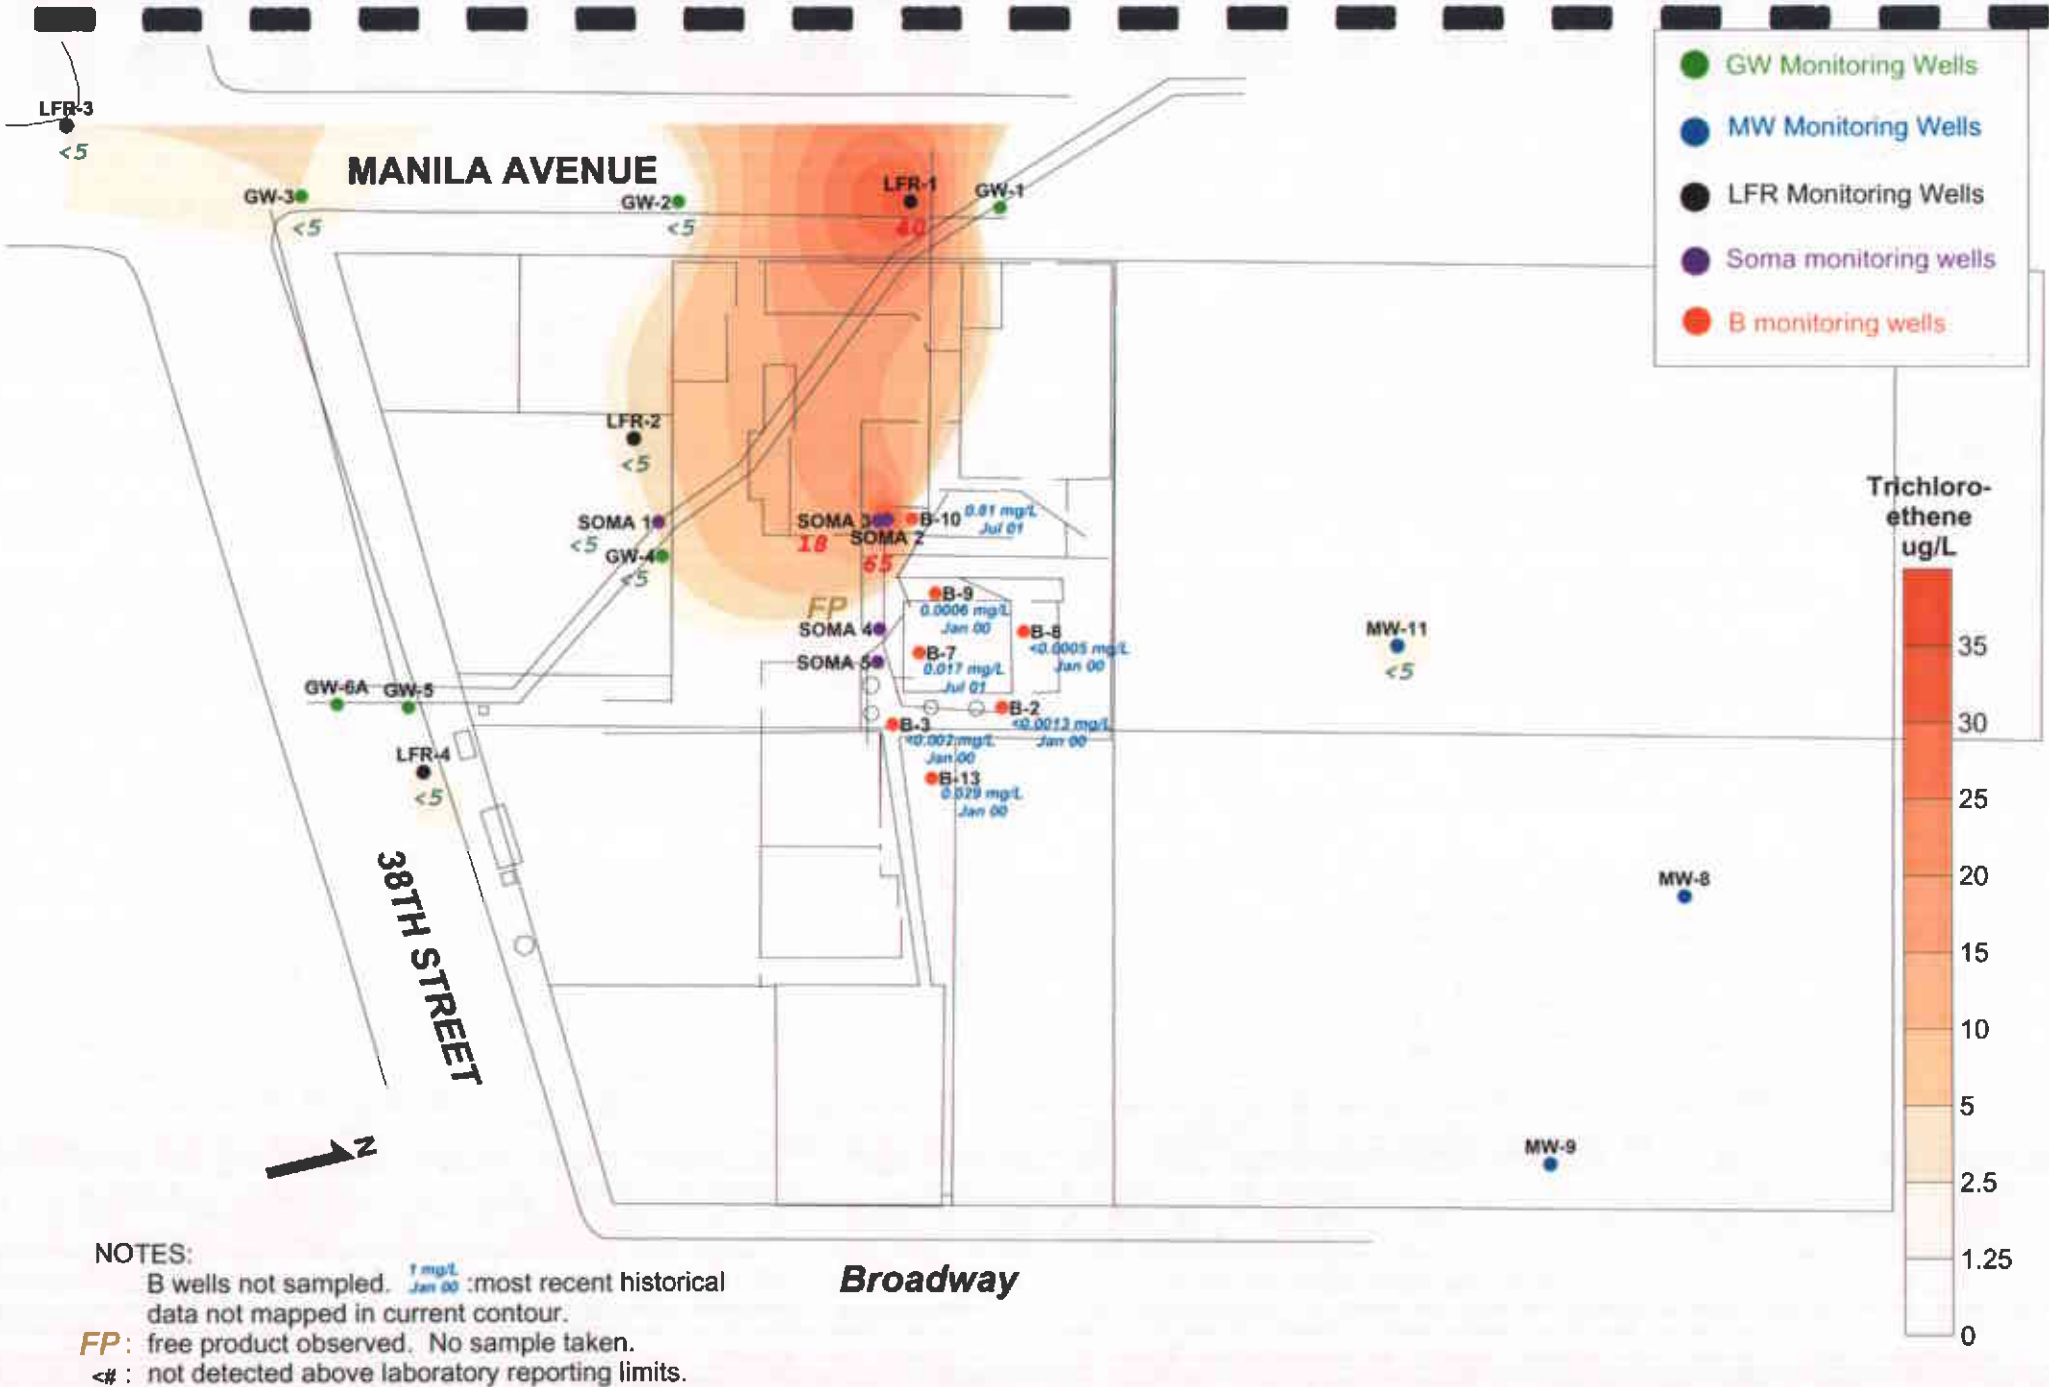 GW Monitoring Wells
MW Monitoring Wells
LFR Monitoring Wells
Soma monitoring wells
B monitoring wells
LFR-3
<5
MANILA AVENUE
GW-3
<5
GW-2
<5
LFR-1
40
GW-1
LFR-2
<5
SOMA 1
<5
GW-4
<5
SOMA 3
18
SOMA 2
65
B-10
0.81 mg/L
Jul 01
FP
SOMA 4
SOMA 5
B-9
0.0006 mg/L
Jan 00
B-8
<0.0005 mg/L
Jan 00
B-7
0.017 mg/L
Jul 01
B-2
<0.0013 mg/L
Jan 00
B-3
<0.002 mg/L
Jan 00
B-13
0.029 mg/L
Jan 00
GW-6A
GW-5
LFR-4
<5
MW-11
<5
MW-8
MW-9
38TH STREET
N
Broadway
Trichloro-
ethene
ug/L
35
30
25
20
15
10
5
2.5
1.25
0
NOTES:
B wells not sampled. 1 mg/L Jan 00 :most recent historical
data not mapped in current contour.
FP : free product observed. No sample taken.
<# : not detected above laboratory reporting limits.